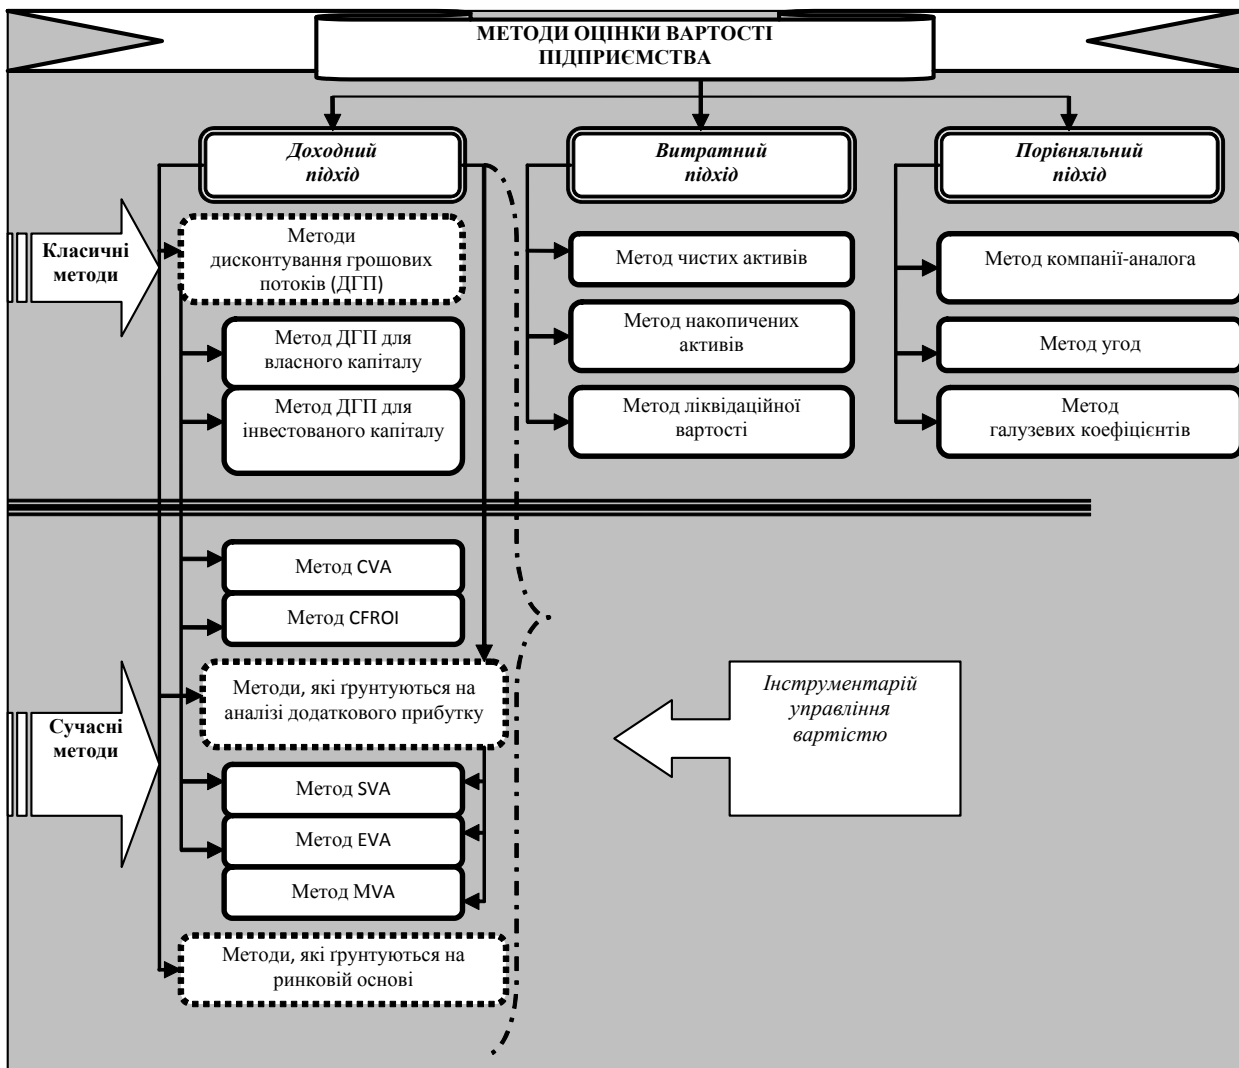 МЕТОДИ ОЦІНКИ ВАРТОСТІ
ПІДПРИЄМСТВА
Доходний
підхід
Витратний
підхід
Порівняльний
підхід
Класичні
методи
Методи
дисконтування грошових
потоків (ДГП)
Метод ДГП для
власного капіталу
Метод ДГП для
інвестованого капіталу
Метод чистих активів
Метод накопичених
активів
Метод ліквідаційної
вартості
Метод компанії-аналога
Метод угод
Метод
галузевих коефіцієнтів
Метод CVA
Метод CFROI
Методи, які ґрунтуються на
аналізі додаткового прибутку
Сучасні
методи
Метод SVA
Метод EVA
Метод MVA
Методи, які ґрунтуються на
ринковій основі
Інструментарій
управління
вартістю